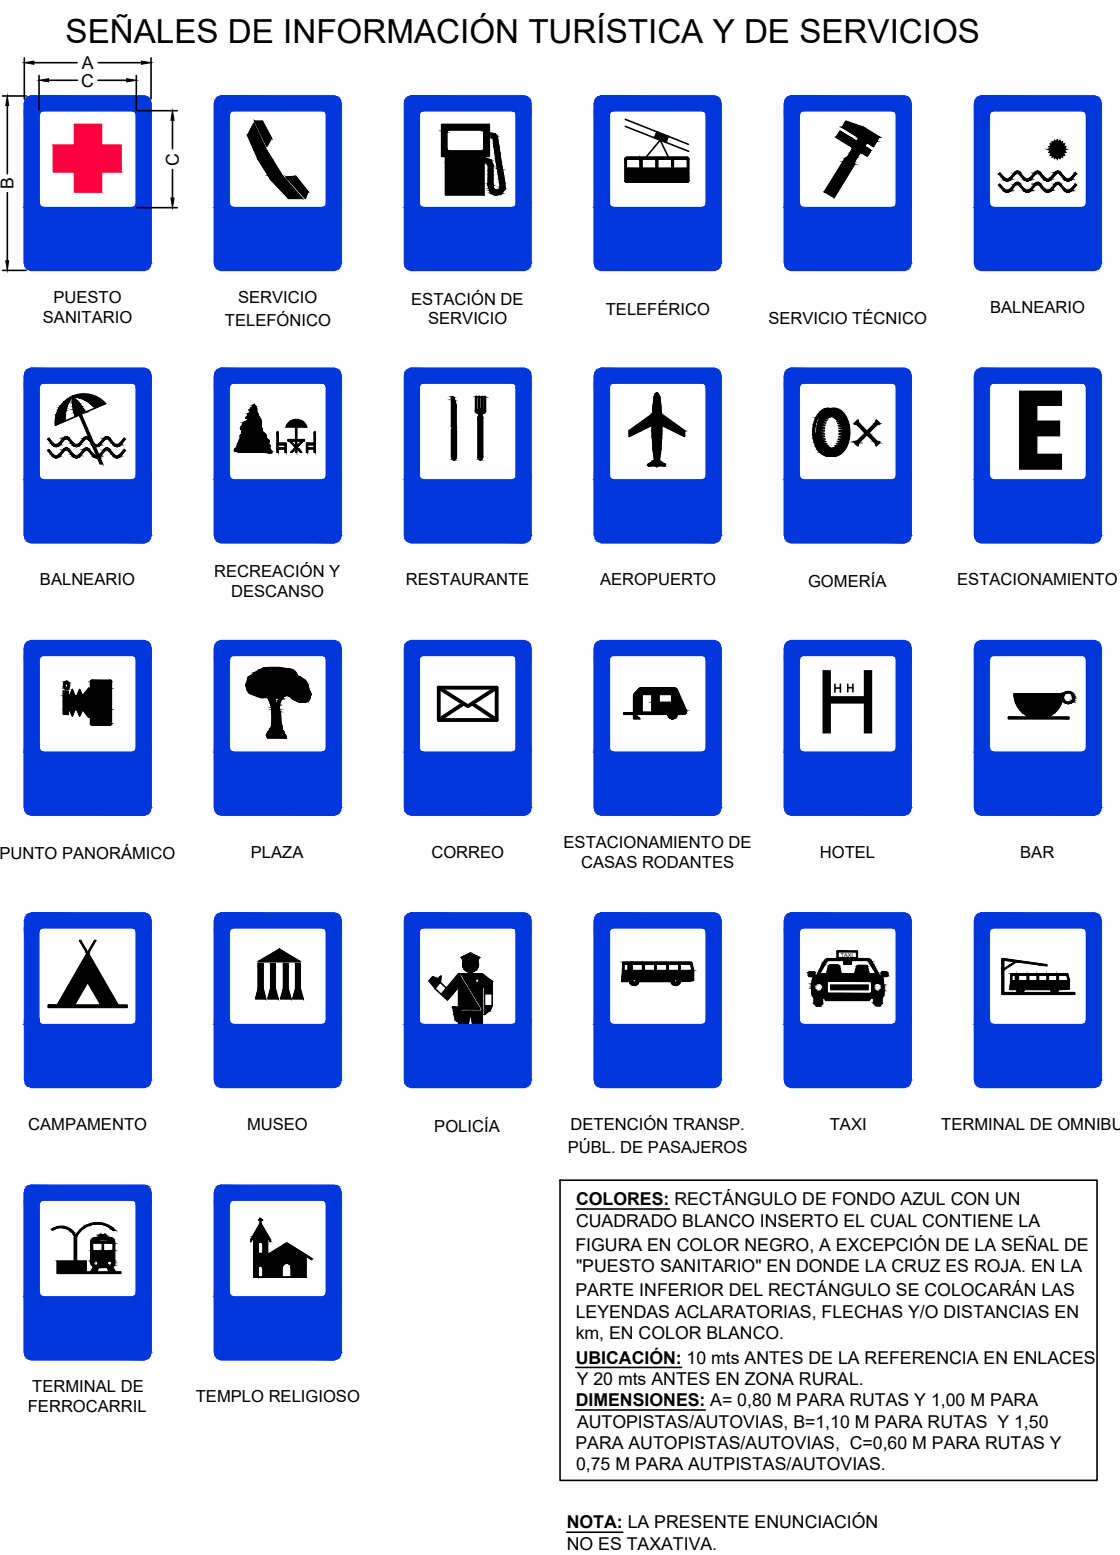 SEÑALES DE INFORMACIÓN TURÍSTICA Y DE SERVICIOS
A
C
B
C
PUESTO
SANITARIO
SERVICIO
TELEFÓNICO
ESTACIÓN DE
SERVICIO
TELEFÉRICO
SERVICIO TÉCNICO
BALNEARIO
E
BALNEARIO
RECREACIÓN Y
DESCANSO
RESTAURANTE
AEROPUERTO
GOMERÍA
ESTACIONAMIENTO
H H
H
PUNTO PANORÁMICO
PLAZA
CORREO
ESTACIONAMIENTO DE
CASAS RODANTES
HOTEL
BAR
TAXI
CAMPAMENTO
MUSEO
POLICÍA
DETENCIÓN TRANSP.
PÚBL. DE PASAJEROS
TAXI
TERMINAL DE OMNIBU
TERMINAL DE
FERROCARRIL
TEMPLO RELIGIOSO
COLORES: RECTÁNGULO DE FONDO AZUL CON UN
CUADRADO BLANCO INSERTO EL CUAL CONTIENE LA
FIGURA EN COLOR NEGRO, A EXCEPCIÓN DE LA SEÑAL DE
"PUESTO SANITARIO" EN DONDE LA CRUZ ES ROJA. EN LA
PARTE INFERIOR DEL RECTÁNGULO SE COLOCARÁN LAS
LEYENDAS ACLARATORIAS, FLECHAS Y/O DISTANCIAS EN
km, EN COLOR BLANCO.
UBICACIÓN: 10 mts ANTES DE LA REFERENCIA EN ENLACES
Y 20 mts ANTES EN ZONA RURAL.
DIMENSIONES: A= 0,80 M PARA RUTAS Y 1,00 M PARA
AUTOPISTAS/AUTOVIAS, B=1,10 M PARA RUTAS Y 1,50
PARA AUTOPISTAS/AUTOVIAS, C=0,60 M PARA RUTAS Y
0,75 M PARA AUTPISTAS/AUTOVIAS.
NOTA: LA PRESENTE ENUNCIACIÓN
NO ES TAXATIVA.